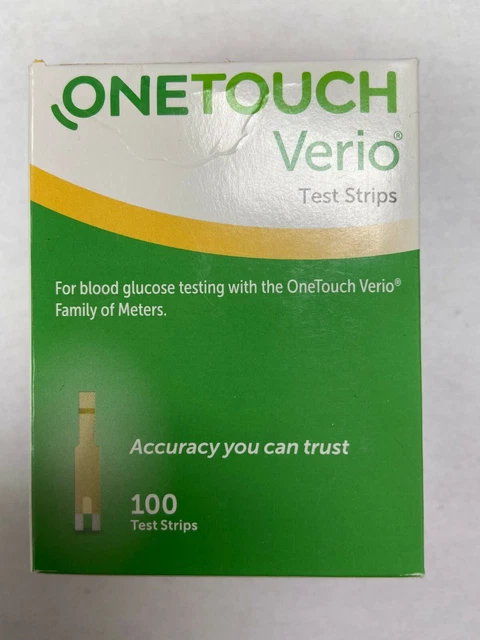 ONETOUCH
Verio®
Test Strips
For blood glucose testing with the OneTouch Verio®
Family of Meters.
Accuracy you can trust
100
Test Strips